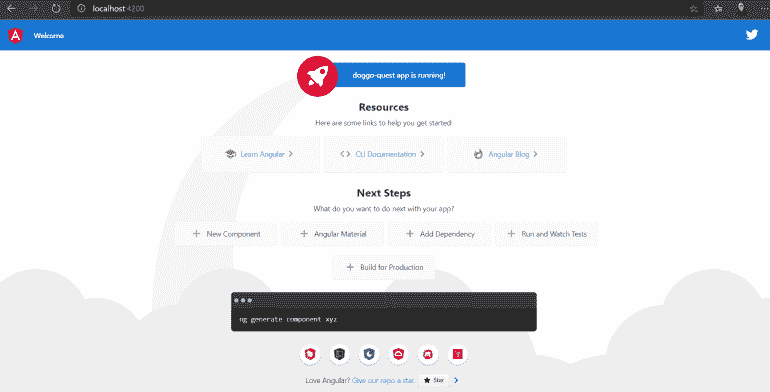 localhost:4200
Welcome
doggo-quest app is running!
Resources
Here are some links to help you get started:
Learn Angular
CLI Documentation
Angular Blog
Next Steps
What do you want to do next with your app?
New Component
Angular Material
Add Dependency
Run and Watch Tests
Build for Production
ng generate component xyz
Love Angular? Give our repo a star. Star